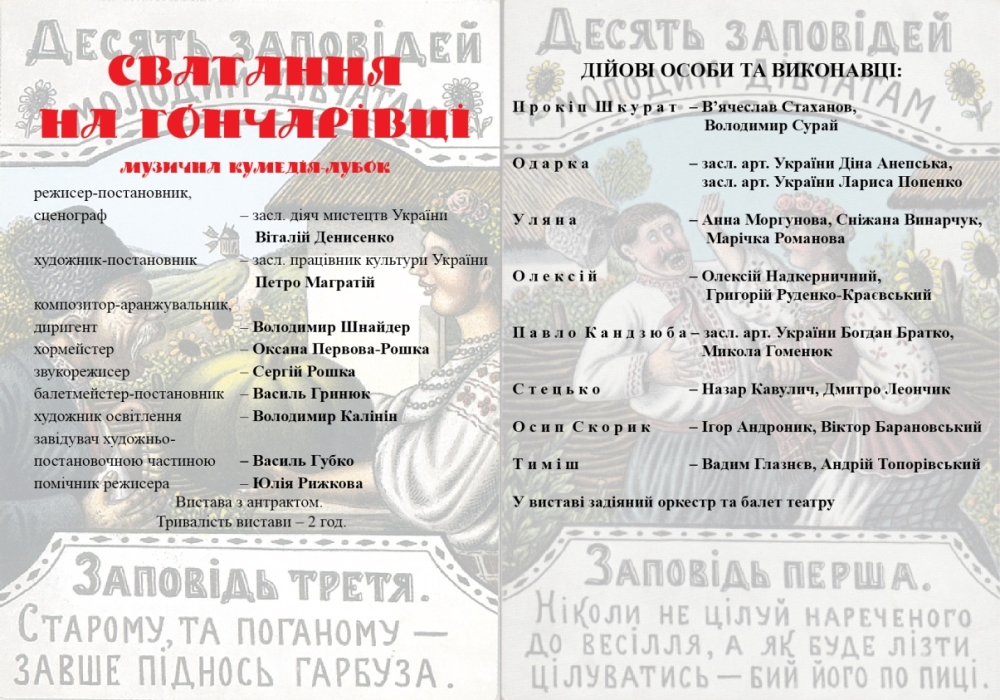 ДЕСЯТЬ ЗАПОВІДЕЙ
МОЛОДИМ ДІВЧАТАМ
СВАТАННЯ
НА ГОНЧАРІВЦІ
МУЗИЧНА КУМЕДІЯ-ЛУБОК
режисер-постановник,
сценограф – засл. діяч мистецтв України
Віталій Денисенко
художник-постановник – засл. працівник культури України
Петро Магратій
композитор-аранжувальник,
диригент – Володимир Шнайдер
хормейстер – Оксана Первова-Рошка
звукорежисер – Сергій Рошка
балетмейстер-постановник – Василь Гринюк
художник освітлення – Володимир Калінін
завідувач художньо-
постановочною частиною – Василь Губко
помічник режисера – Юлія Рижкова
Вистава з антрактом.
Тривалість вистави – 2 год.
ЗАПОВІДЬ ТРЕТЯ.
СТАРОМУ, ТА ПОГАНОМУ —
ЗАВШЕ ПІДНОСЬ ГАРБУЗА.
ДЕСЯТЬ ЗАПОВІДЕЙ
МОЛОДИМ ДІВЧАТАМ
ДІЙОВІ ОСОБИ ТА ВИКОНАВЦІ:
Прокіп Шкурат – В’ячеслав Стаханов,
Володимир Сурай
Одарка – засл. арт. України Діна Анепська,
засл. арт. України Лариса Попенко
Уляна – Анна Моргунова, Сніжана Винарчук,
Марічка Романова
Олексій – Олексій Надкерничний,
Григорій Руденко-Краєвський
Павло Кандзюба – засл. арт. України Богдан Братко,
Микола Гоменюк
Стецько – Назар Кавулич, Дмитро Леончик
Осип Скорик – Ігор Андроник, Віктор Барановський
Тиміш – Вадим Глазнєв, Андрій Топорівський
У виставі задіяний оркестр та балет театру
ЗАПОВІДЬ ПЕРША.
НІКОЛИ НЕ ЦІЛУЙ НАРЕЧЕНОГО
ДО ВЕСІЛЛЯ, А ЯК БУДЕ ЛІЗТИ
ЦІЛУВАТИСЬ — БИЙ ЙОГО ПО ПИЦІ.